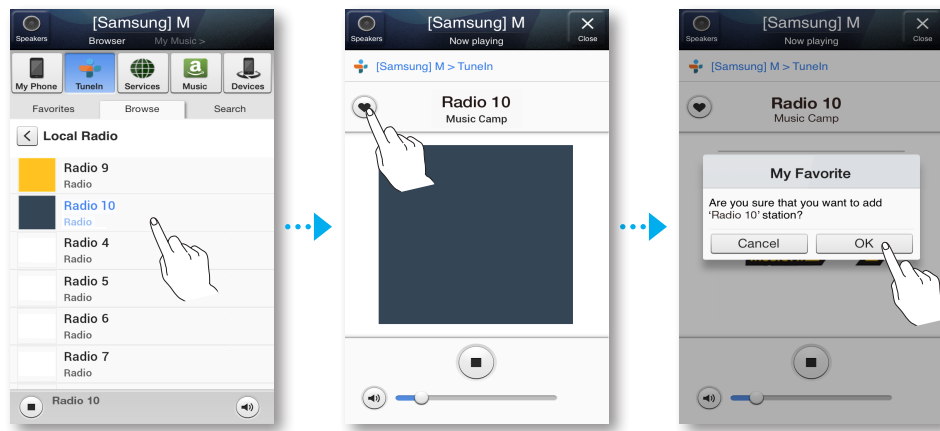 [Samsung] M
Speakers
Browser
My Music >
My Phone
TuneIn
Services
a
Music
Devices
Favorites
Browse
Search
Local Radio
Radio 9
Radio
Radio 10
Radio
Radio 4
Radio
Radio 5
Radio
Radio 6
Radio
Radio 7
Radio
Radio 10
[Samsung] M
Speakers
Now playing
Close
[Samsung] M > TuneIn
Radio 10
Music Camp
[Samsung] M
Speakers
Now playing
Close
[Samsung] M > TuneIn
Radio 10
Music Camp
My Favorite
Are you sure that you want to add
‘Radio 10’ station?
Cancel
OK